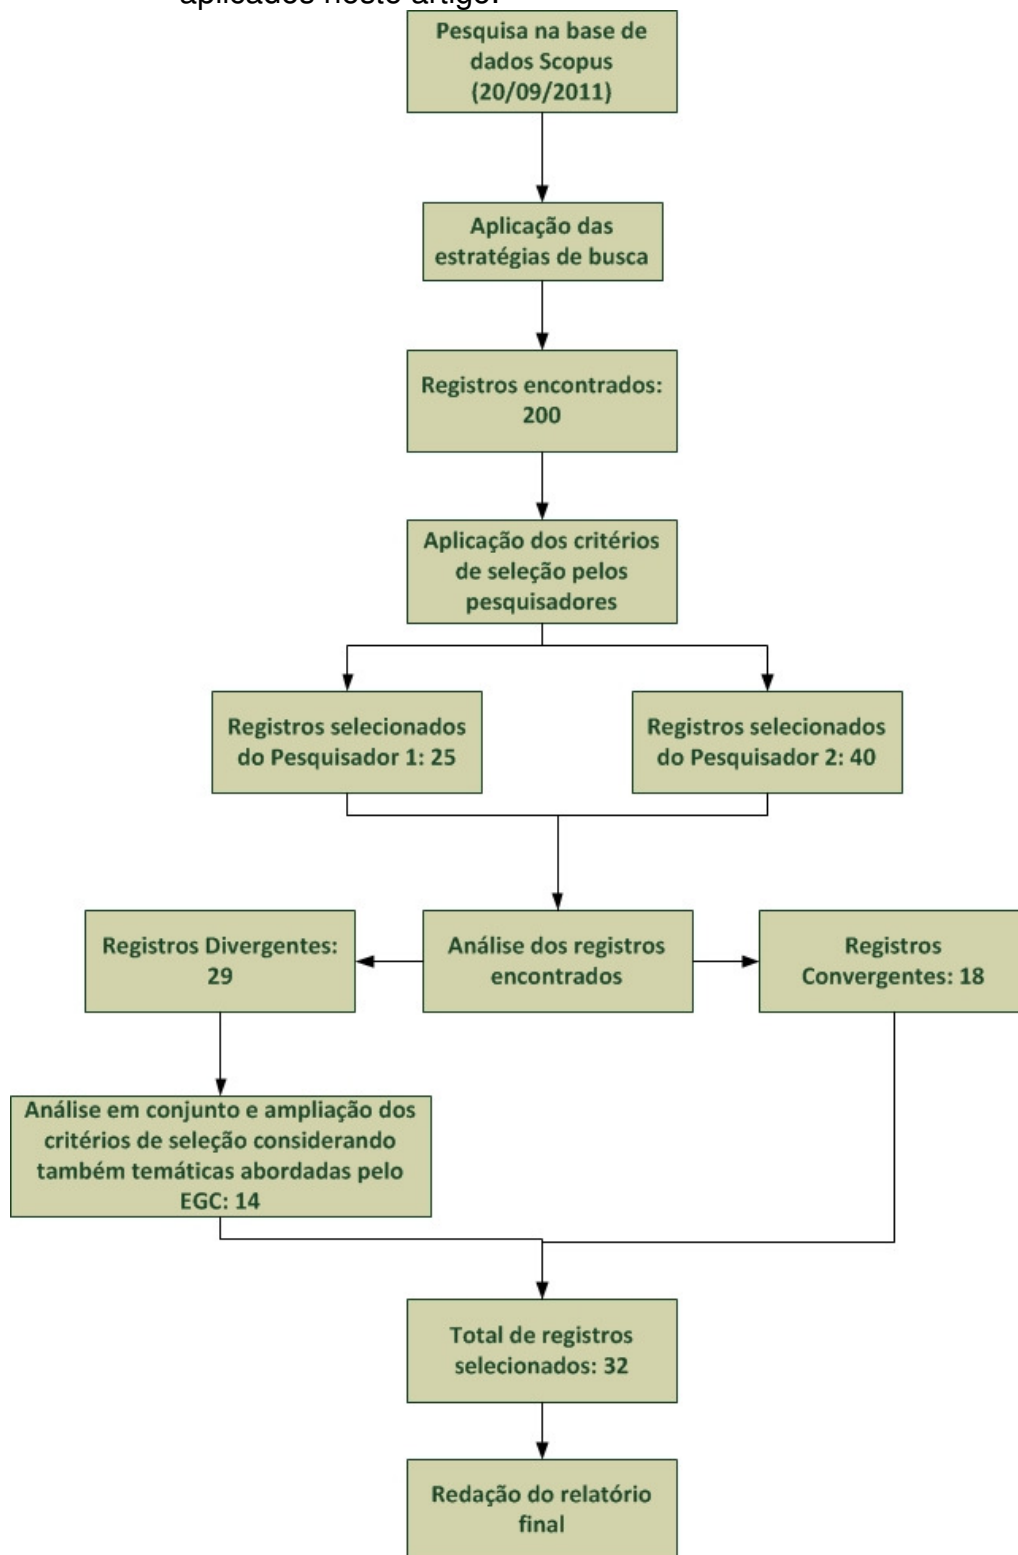 aplicados neste artigo.
Pesquisa na base de
dados Scopus
(20/09/2011)
Aplicação das
estratégias de busca
Registros encontrados:
200
Aplicação dos critérios
de seleção pelos
pesquisadores
Registros selecionados
do Pesquisador 1: 25
Registros selecionados
do Pesquisador 2: 40
Registros Divergentes:
29
Análise dos registros
encontrados
Registros
Convergentes: 18
Análise em conjunto e ampliação dos
critérios de seleção considerando
também temáticas abordadas pelo
EGC: 14
Total de registros
selecionados: 32
Redação do relatório
final